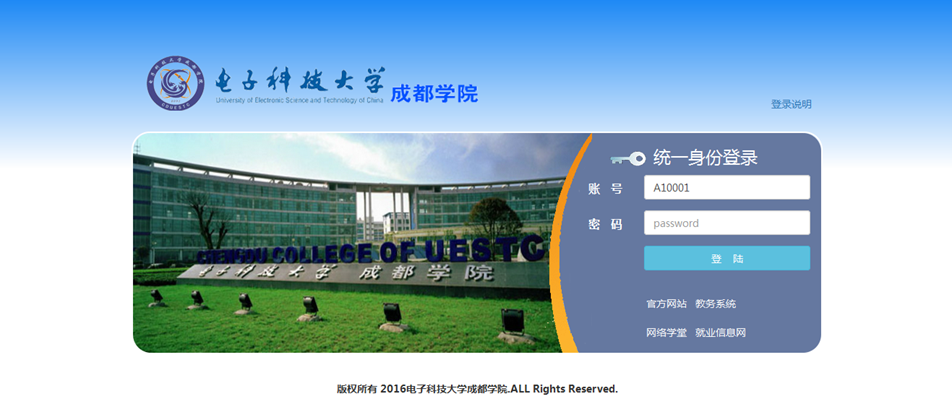 电子科技大学 成都学院
University of Electronic Science and Technology of China
登录说明
CHENGDU COLLEGE OF UESTC
电子科技大学 成都学院
统一身份登录
账 号 A10001
密 码 password
登 陆
官方网站 教务系统
网络学堂 就业信息网
版权所有 2016电子科技大学成都学院.ALL Rights Reserved.